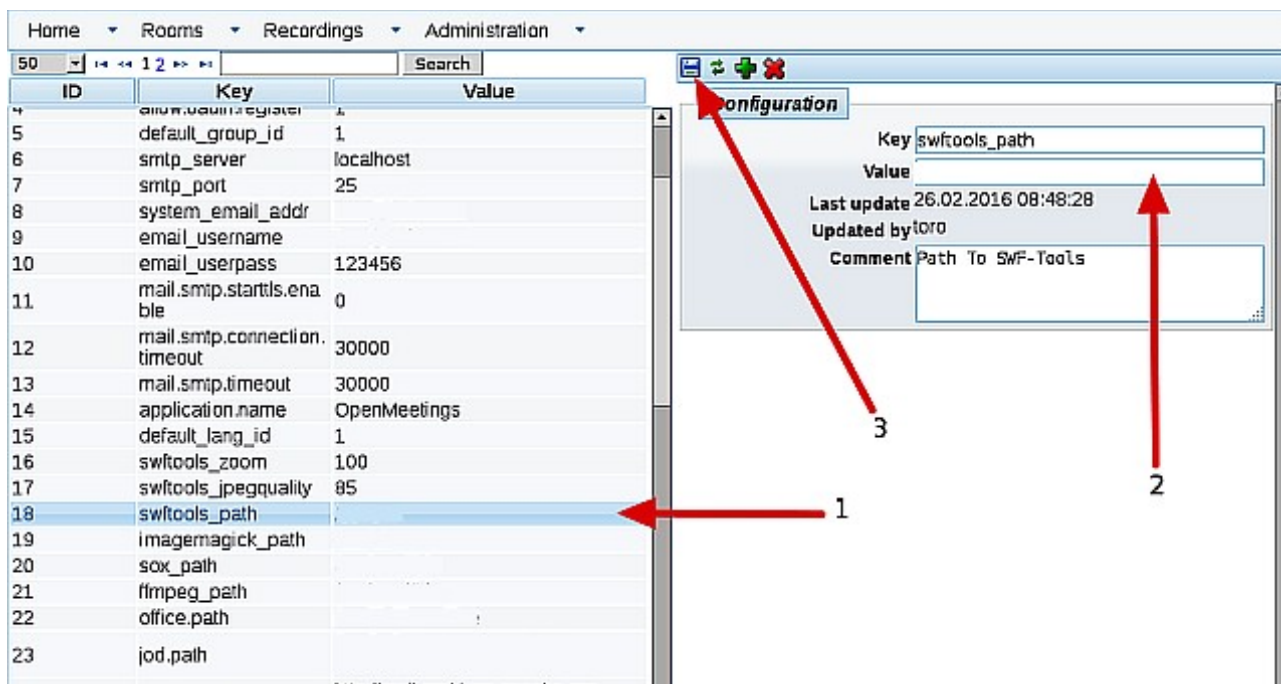 Home Rooms Recordings Administration
50 1 2 Search
ID Key Value
5 default_group_id 1
6 smtp_server localhost
7 smtp_port 25
8 system_email_addr
9 email_username
10 email_userpass 123456
11 mail.smtp.starttls.ena
ble 0
12 mail.smtp.connection.
timeout 30000
13 mail.smtp.timeout 30000
14 application.name OpenMeetings
15 default_lang_id 1
16 swftools_zoom 100
17 swftools_jpegquality 85
18 swftools_path
19 imagemagick_path
20 sox_path
21 ffmpeg_path
22 office.path
23 jod.path
Configuration
Key swftools_path
Value
Last update 26.02.2016 08:48:28
Updated by toro
Comment Path To SWF-Tools
3
2
1